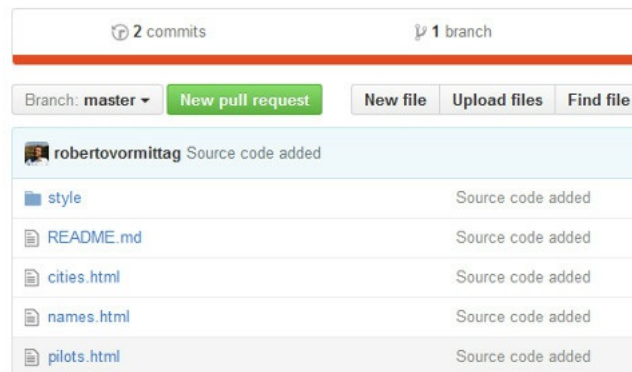 2 commits 1 branch
Branch: master New pull request New file Upload files Find file
robertovormittag Source code added
style Source code added
README.md Source code added
cities.html Source code added
names.html Source code added
pilots.html Source code added